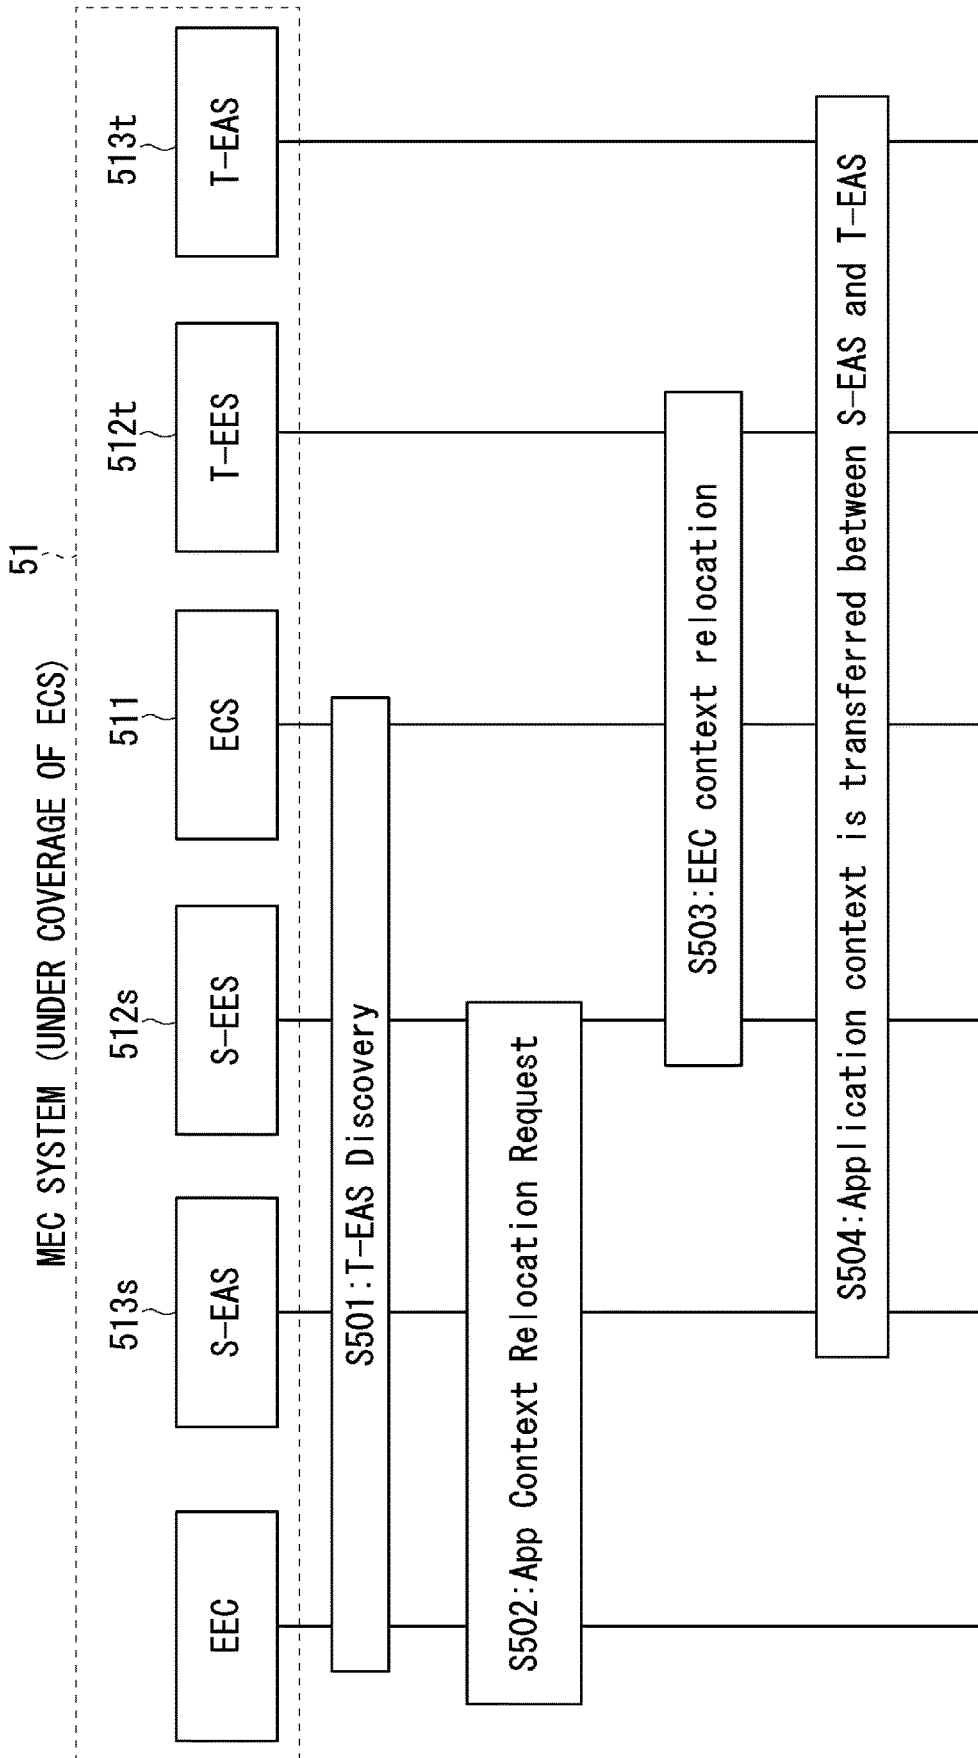 MEC SYSTEM (UNDER COVERAGE OF ECS)
51
513s
512s
511
512t
513t
EEC
S-EAS
S-EES
ECS
T-EES
T-EAS
S501:T-EAS Discovery
S502:App Context Relocation Request
S503:EEC context relocation
S504:Application context is transferred between S-EAS and T-EAS